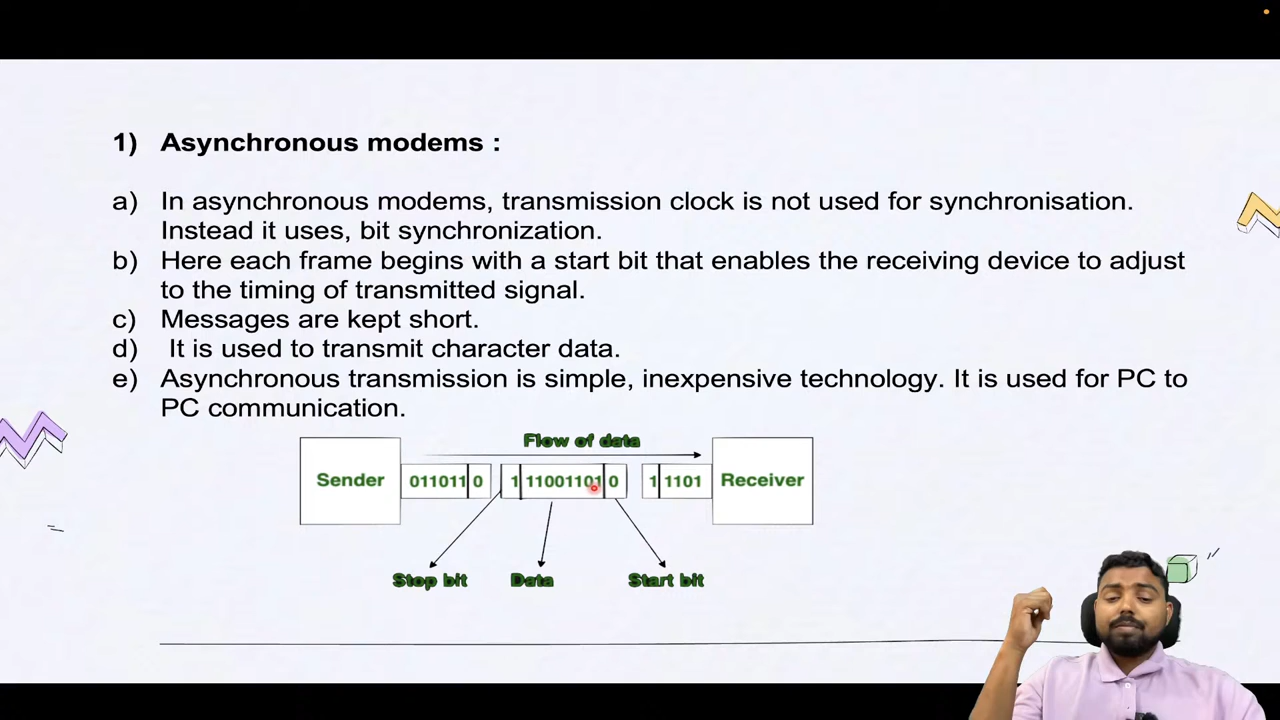 1) Asynchronous modems :
a) In asynchronous modems, transmission clock is not used for synchronisation.
Instead it uses, bit synchronization.
b) Here each frame begins with a start bit that enables the receiving device to adjust
to the timing of transmitted signal.
c) Messages are kept short.
d) It is used to transmit character data.
e) Asynchronous transmission is simple, inexpensive technology. It is used for PC to
PC communication.
Flow of data
Sender 011011 0 1 11001101 0 1 1101 Receiver
Stop bit Data Start bit